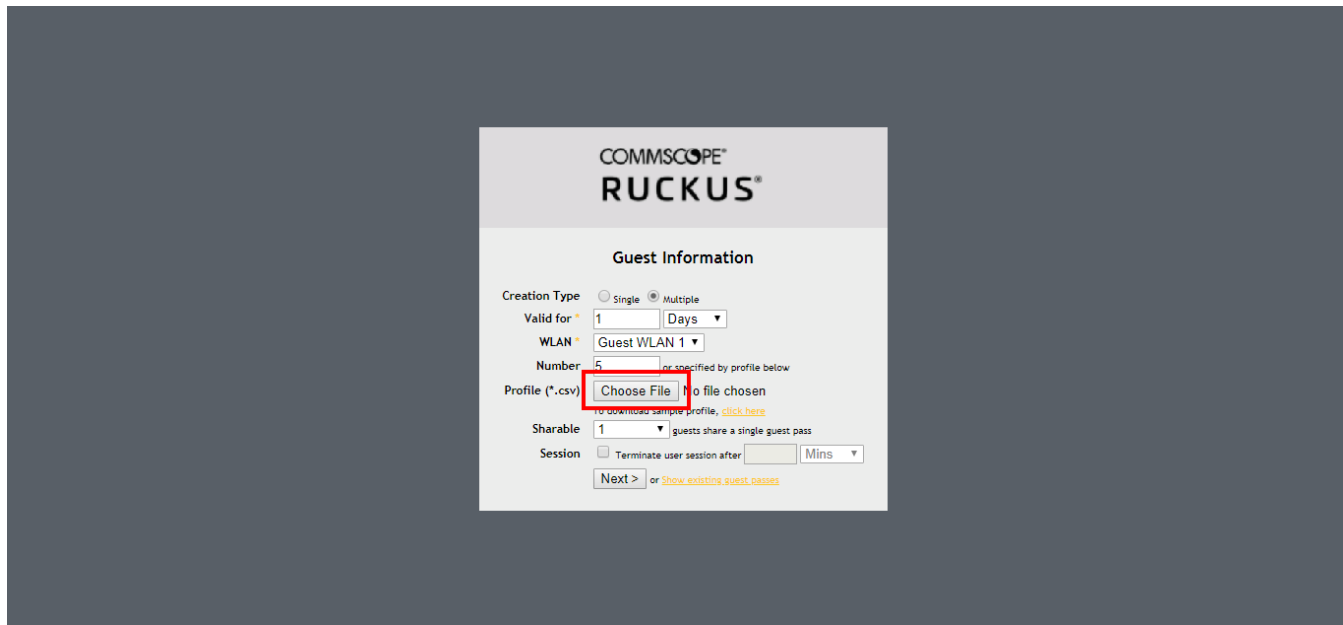 COMMSCOPE®
RUCKUS®
Guest Information
Creation Type Single Multiple
Valid for * 1 Days
WLAN * Guest WLAN 1
Number 5 or specified by profile below
Profile (*.csv) Choose File No file chosen
To download sample profile, click here
Sharable 1 guests share a single guest pass
Session Terminate user session after Mins
Next > or Show existing guest passes